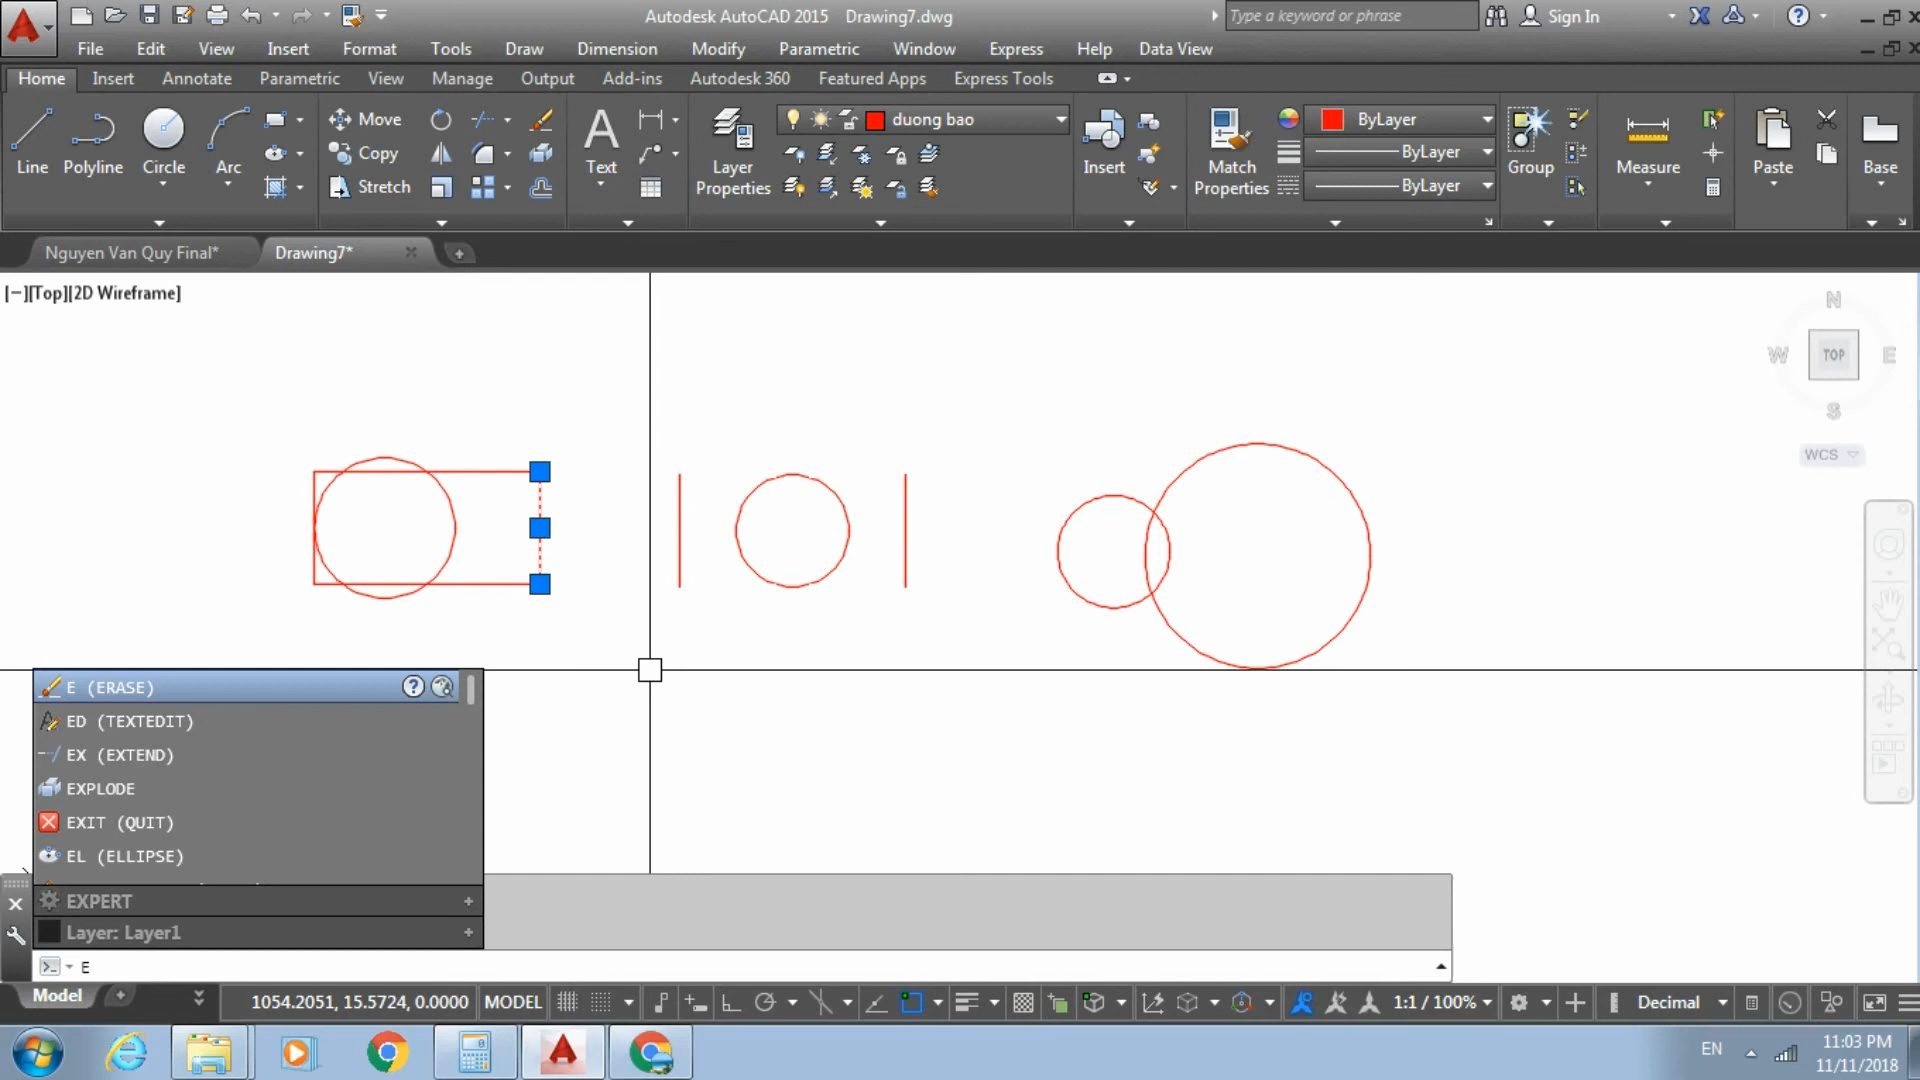 Autodesk AutoCAD 2015 Drawing7.dwg
Type a keyword or phrase
Sign In
File Edit View Insert Format Tools Draw Dimension Modify Parametric Window Express Help Data View
Home Insert Annotate Parametric View Manage Output Add-ins Autodesk 360 Featured Apps Express Tools
Line Polyline Circle Arc
Move
Copy
Stretch
Text
Layer
Properties
duong bao
Insert
Match
Properties
ByLayer
ByLayer
ByLayer
Group
Measure
Paste
Base
Nguyen Van Quy Final* Drawing7*
[−][Top][2D Wireframe]
N
W TOP E
S
WCS
E (ERASE)
ED (TEXTEDIT)
EX (EXTEND)
EXPLODE
EXIT (QUIT)
EL (ELLIPSE)
EXPERT
Layer: Layer1
E
Model 1054.2051, 15.5724, 0.0000 MODEL 1:1 / 100% Decimal
EN
11:03 PM
11/11/2018